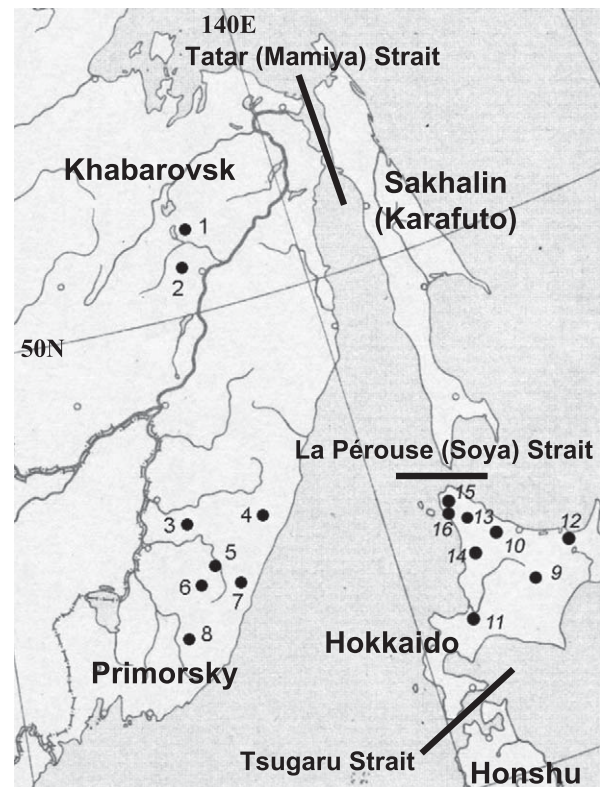 140E
Tatar (Mamiya) Strait
Khabarovsk
Sakhalin
(Karafuto)
1
2
50N
La Pérouse (Soya) Strait
15
16
13
12
3
4
10
14
5
9
6
7
11
8
Hokkaido
Primorsky
Tsugaru Strait
Honshu